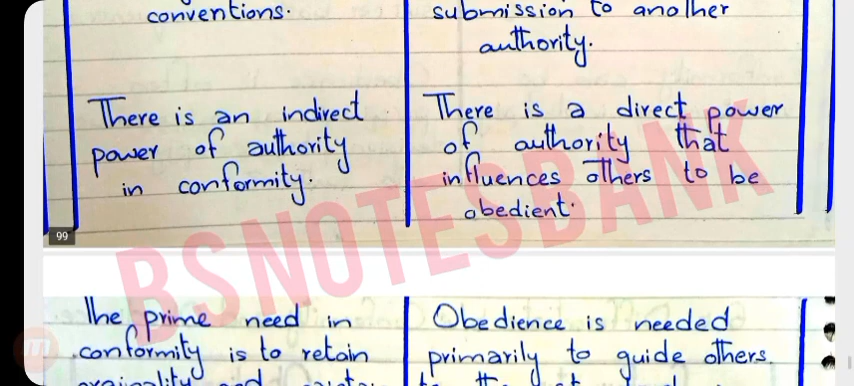 conventions.
There is an indirect
power of authority
in conformity.
submission to another
authority.
There is a direct power
of authority that
influences others to be
obedient.
99
BSNOTESBANK
The prime need in
conformity is to retain
Obedience is needed
primarily to guide others.